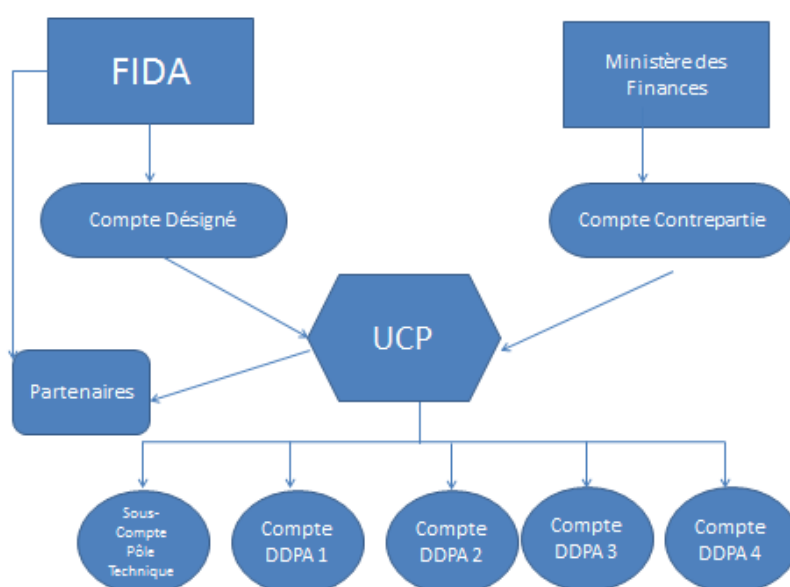 FIDA
Ministère des
Finances
Compte Désigné
Compte Contrepartie
UCP
Partenaires
Sous-
Compte
Pôle
Technique
Compte
DDPA 1
Compte
DDPA 2
Compte
DDPA 3
Compte
DDPA 4